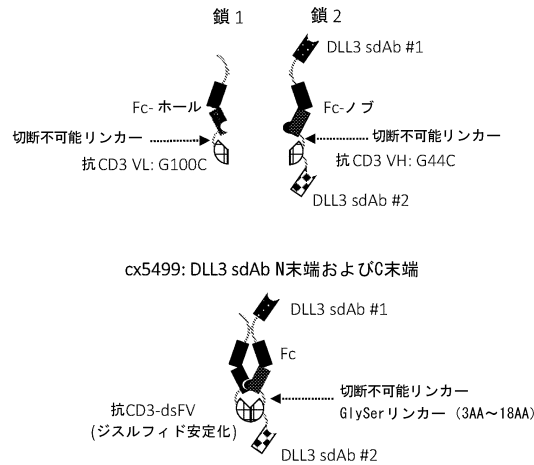 鎖 1
鎖 2
DLL3 sdAb #1
Fc-ホール
Fc-ノブ
切断不可能リンカー
切断不可能リンカー
抗CD3 VL: G100C
抗CD3 VH: G44C
DLL3 sdAb #2
cx5499: DLL3 sdAb N末端およびC末端
DLL3 sdAb #1
Fc
切断不可能リンカー
GlySerリンカー (3AA～18AA)
抗CD3-dsFV
(ジスルフィド安定化)
DLL3 sdAb #2